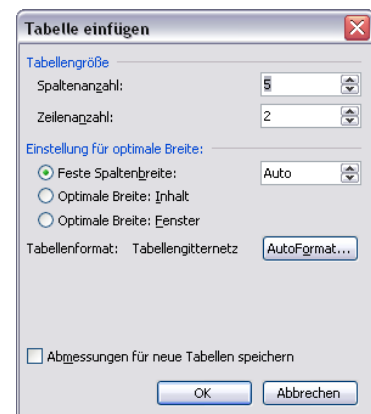 Tabelle einfügen
Tabellengröße
Spaltenanzahl: 5
Zeilenanzahl: 2
Einstellung für optimale Breite:
Feste Spaltenbreite: Auto
Optimale Breite: Inhalt
Optimale Breite: Fenster
Tabellenformat: Tabellengitternetz AutoFormat...
Abmessungen für neue Tabellen speichern
OK Abbrechen